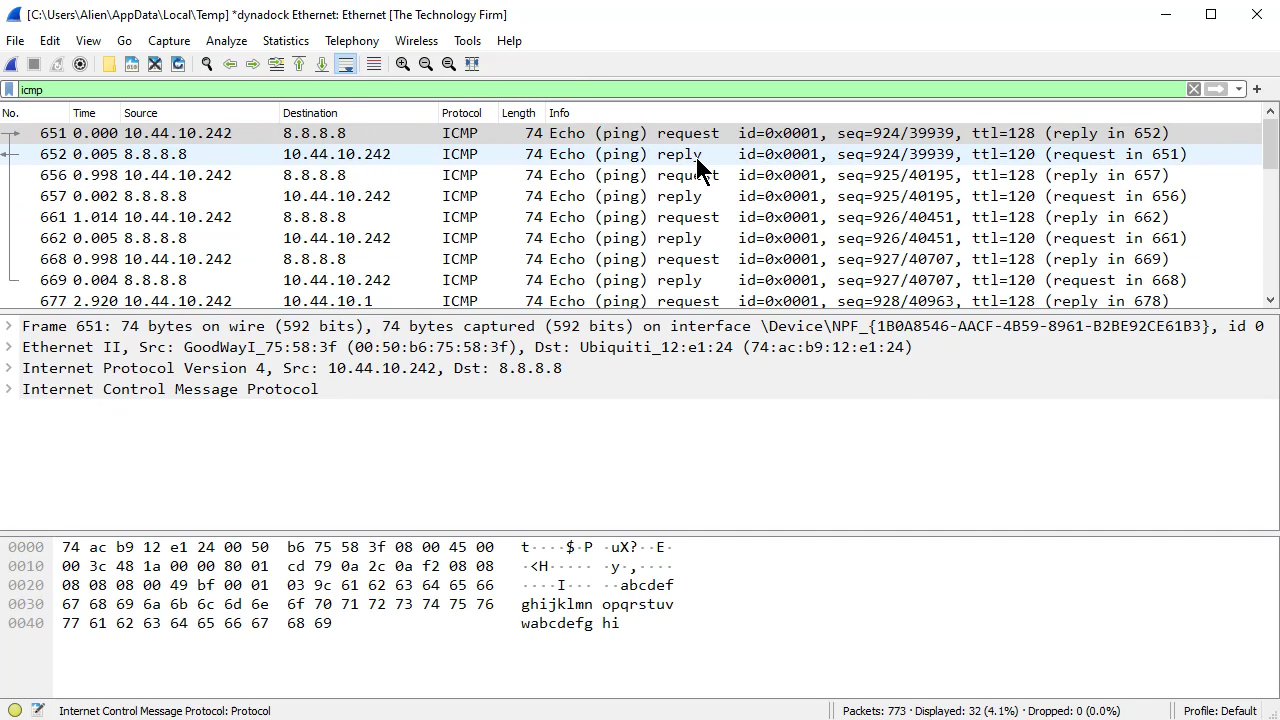 [C:\Users\Alien\AppData\Local\Temp] *dynadock Ethernet: Ethernet [The Technology Firm]
File Edit View Go Capture Analyze Statistics Telephony Wireless Tools Help
icmp
No. Time Source Destination Protocol Length Info
651 0.000 10.44.10.242 8.8.8.8 ICMP 74 Echo (ping) request id=0x0001, seq=924/39939, ttl=128 (reply in 652)
652 0.005 8.8.8.8 10.44.10.242 ICMP 74 Echo (ping) reply id=0x0001, seq=924/39939, ttl=120 (request in 651)
656 0.998 10.44.10.242 8.8.8.8 ICMP 74 Echo (ping) request id=0x0001, seq=925/40195, ttl=128 (reply in 657)
657 0.002 8.8.8.8 10.44.10.242 ICMP 74 Echo (ping) reply id=0x0001, seq=925/40195, ttl=120 (request in 656)
661 1.014 10.44.10.242 8.8.8.8 ICMP 74 Echo (ping) request id=0x0001, seq=926/40451, ttl=128 (reply in 662)
662 0.005 8.8.8.8 10.44.10.242 ICMP 74 Echo (ping) reply id=0x0001, seq=926/40451, ttl=120 (request in 661)
668 0.998 10.44.10.242 8.8.8.8 ICMP 74 Echo (ping) request id=0x0001, seq=927/40707, ttl=128 (reply in 669)
669 0.004 8.8.8.8 10.44.10.242 ICMP 74 Echo (ping) reply id=0x0001, seq=927/40707, ttl=120 (request in 668)
677 2.920 10.44.10.242 10.44.10.1 ICMP 74 Echo (ping) request id=0x0001, seq=928/40963, ttl=128 (reply in 678)
Frame 651: 74 bytes on wire (592 bits), 74 bytes captured (592 bits) on interface \Device\NPF_{1B0A8546-AACF-4B59-8961-B2BE92CE61B3}, id 0
Ethernet II, Src: GoodWayI_75:58:3f (00:50:b6:75:58:3f), Dst: Ubiquiti_12:e1:24 (74:ac:b9:12:e1:24)
Internet Protocol Version 4, Src: 10.44.10.242, Dst: 8.8.8.8
Internet Control Message Protocol
0000 74 ac b9 12 e1 24 00 50 b6 75 58 3f 08 00 45 00 t····$·P ·uX?··E·
0010 00 3c 48 1a 00 00 80 01 cd 79 0a 2c 0a f2 08 08 ·<H····· ·y·,····
0020 08 08 08 00 49 bf 00 01 03 9c 61 62 63 64 65 66 ····I··· ··abcdef
0030 67 68 69 6a 6b 6c 6d 6e 6f 70 71 72 73 74 75 76 ghijklmn opqrstuv
0040 77 61 62 63 64 65 66 67 68 69 wabcdefg hi
Internet Control Message Protocol: Protocol Packets: 773 · Displayed: 32 (4.1%) · Dropped: 0 (0.0%) Profile: Default